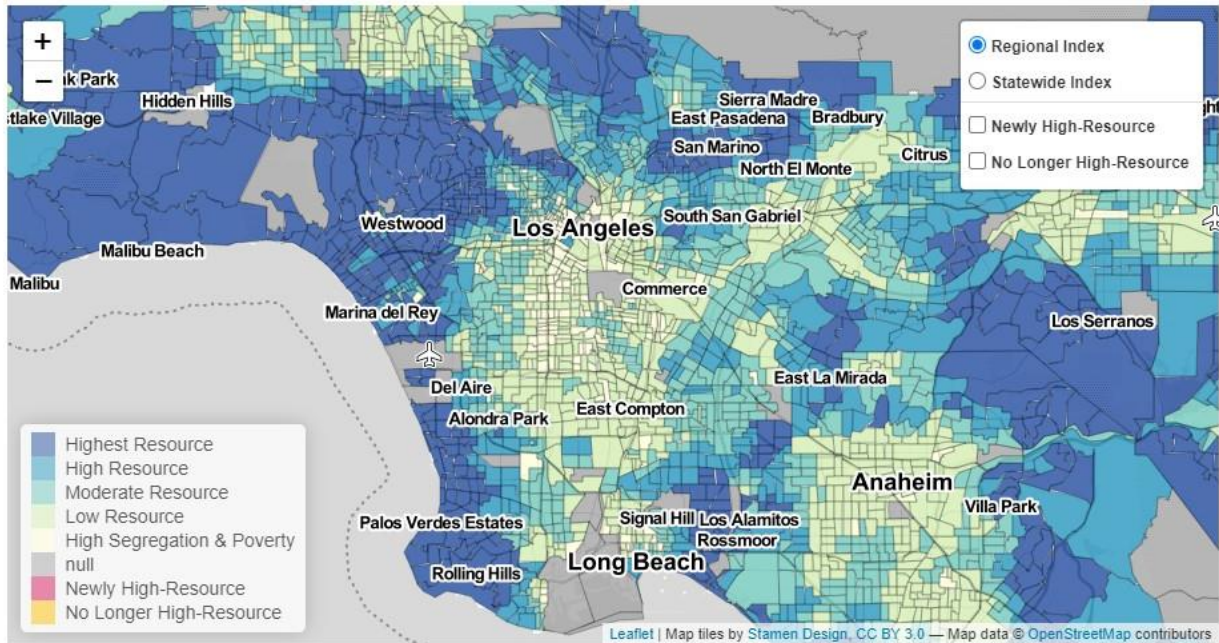 +
−
ak Park
stlake Village
Hidden Hills
Sierra Madre
East Pasadena
Bradbury
San Marino
Citrus
North El Monte
Westwood
Los Angeles
South San Gabriel
Malibu Beach
Malibu
Commerce
Marina del Rey
Los Serranos
Del Aire
East La Mirada
Alondra Park
East Compton
Anaheim
Villa Park
Palos Verdes Estates
Signal Hill
Los Alamitos
Rossmoor
Long Beach
Rolling Hills
Regional Index
Statewide Index
Newly High-Resource
No Longer High-Resource
Highest Resource
High Resource
Moderate Resource
Low Resource
High Segregation & Poverty
null
Newly High-Resource
No Longer High-Resource
Leaflet | Map tiles by Stamen Design, CC BY 3.0 — Map data © OpenStreetMap contributors